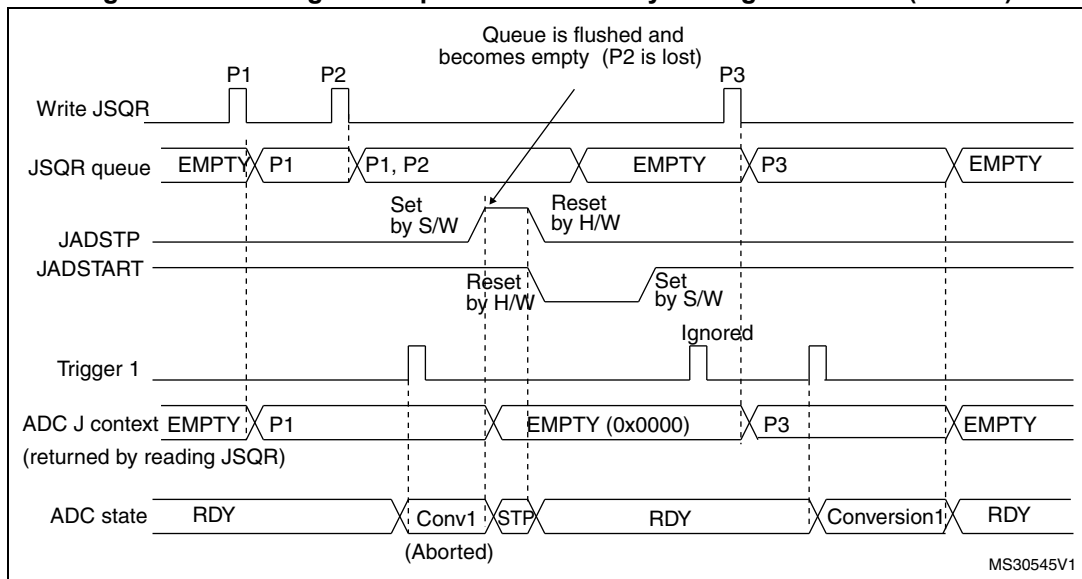 Queue is flushed and
becomes empty (P2 is lost)
P1 P2 P3
Write JSQR
JSQR queue EMPTY P1 P1, P2 EMPTY P3 EMPTY
Set by S/W
Reset by H/W
JADSTP
JADSTART
Reset by H/W
Set by S/W
Ignored
Trigger 1
ADC J context EMPTY P1 EMPTY (0x0000) P3 EMPTY
(returned by reading JSQR)
ADC state RDY Conv1 STP RDY Conversion1 RDY
(Aborted)
MS30545V1